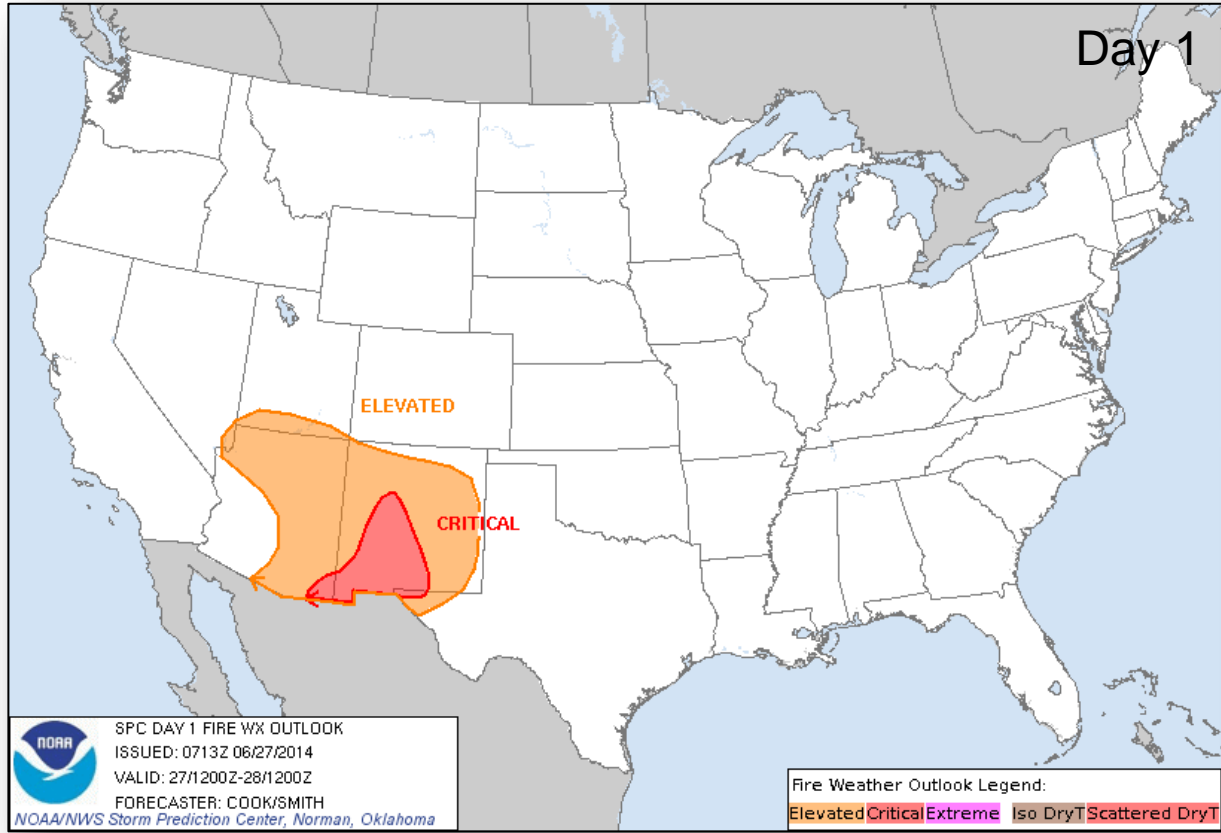 Day 1
ELEVATED
CRITICAL
NOAA
SPC DAY 1 FIRE WX OUTLOOK
ISSUED: 0713Z 06/27/2014
VALID: 27/1200Z-28/1200Z
FORECASTER: COOK/SMITH
NOAA/NWS Storm Prediction Center, Norman, Oklahoma
Fire Weather Outlook Legend:
Elevated Critical Extreme Iso DryT Scattered DryT